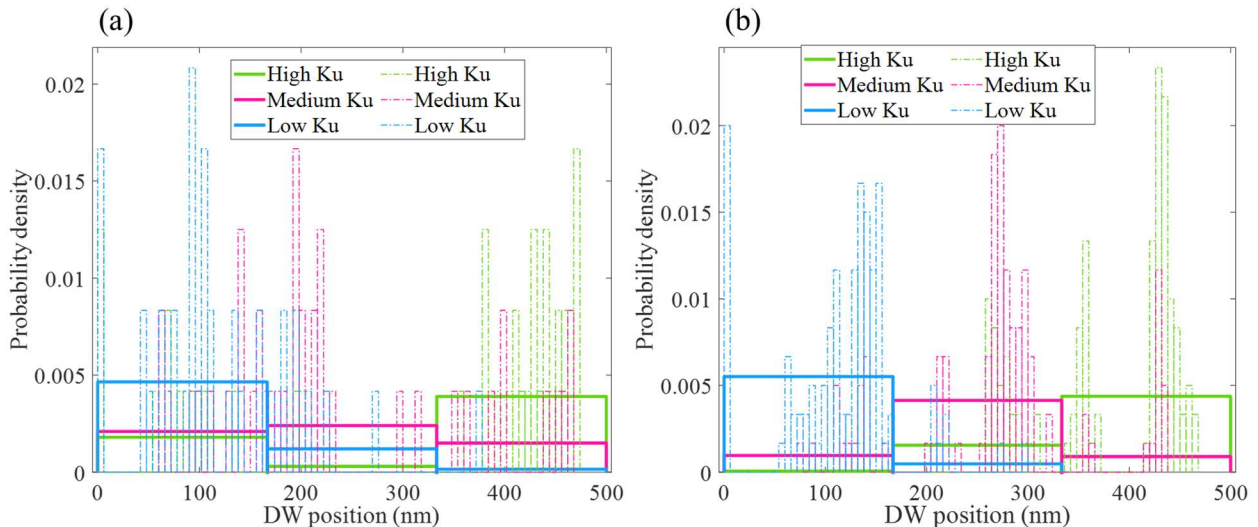 (a)
High Ku High Ku
Medium Ku Medium Ku
Low Ku Low Ku
0.02
0.015
0.01
0.005
0
0 100 200 300 400 500
Probability density
DW position (nm)
(b)
High Ku High Ku
Medium Ku Medium Ku
Low Ku Low Ku
0.02
0.015
0.01
0.005
0
0 100 200 300 400 500
Probability density
DW position (nm)